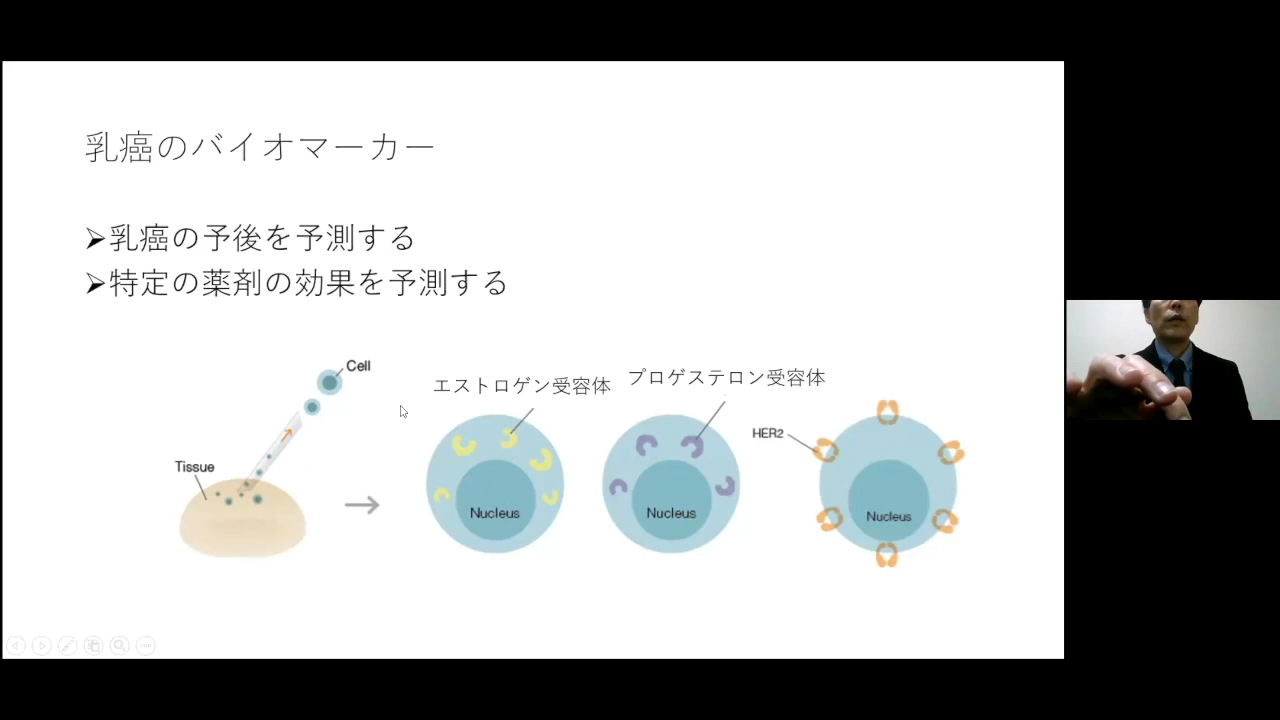 乳癌のバイオマーカー
➢乳癌の予後を予測する
➢特定の薬剤の効果を予測する
Cell
Tissue
エストロゲン受容体
プロゲステロン受容体
HER2
Nucleus
Nucleus
Nucleus